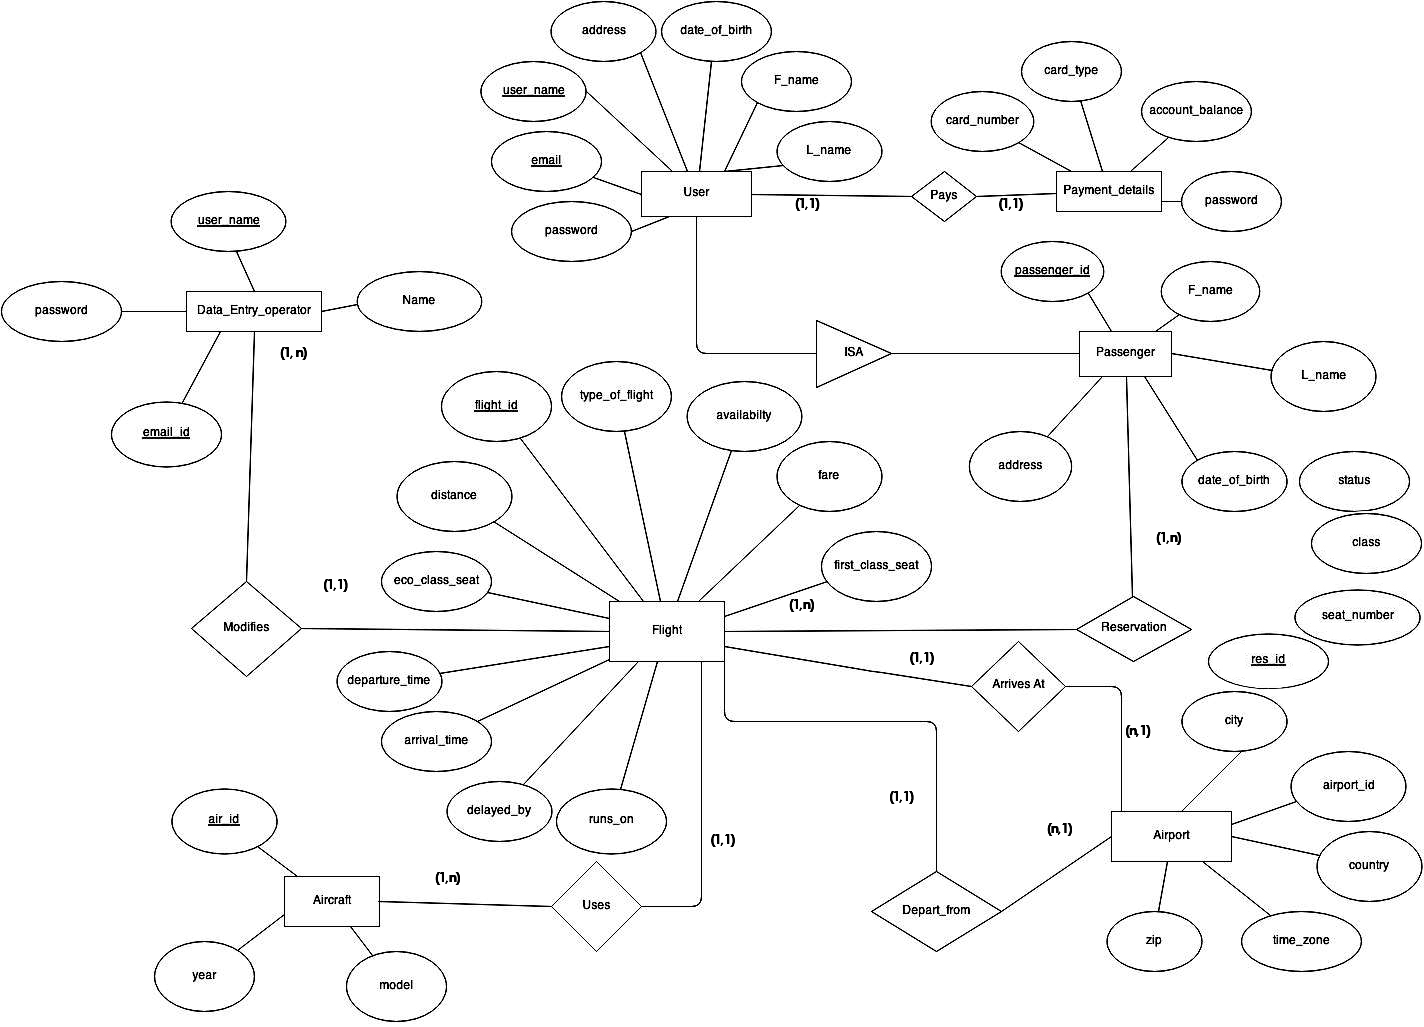 address
date_of_birth
user_name
F_name
email
L_name
password
User
(1,1)
Pays
(1,1)
card_type
card_number
account_balance
Payment_details
password
user_name
password
Data_Entry_operator
Name
(1, n)
email_id
ISA
passenger_id
F_name
Passenger
L_name
address
date_of_birth
status
class
seat_number
res_id
(1,n)
Reservation
flight_id
type_of_flight
availabilty
distance
fare
eco_class_seat
first_class_seat
(1,1)
(1,n)
Modifies
Flight
departure_time
arrival_time
delayed_by
runs_on
(1,1)
Arrives At
(n,1)
city
airport_id
Airport
country
zip
time_zone
(1,1)
(n,1)
Depart_from
(1,1)
air_id
Aircraft
(1,n)
Uses
year
model